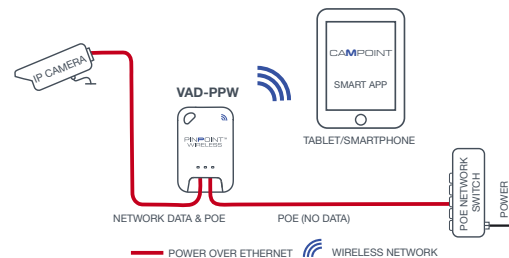 IP CAMERA
VAD-PPW
PINPOINT™
WIRELESS
CAMPOINT
SMART APP
TABLET/SMARTPHONE
NETWORK DATA & POE
POE (NO DATA)
POE NETWORK
SWITCH
POWER
POWER OVER ETHERNET
WIRELESS NETWORK